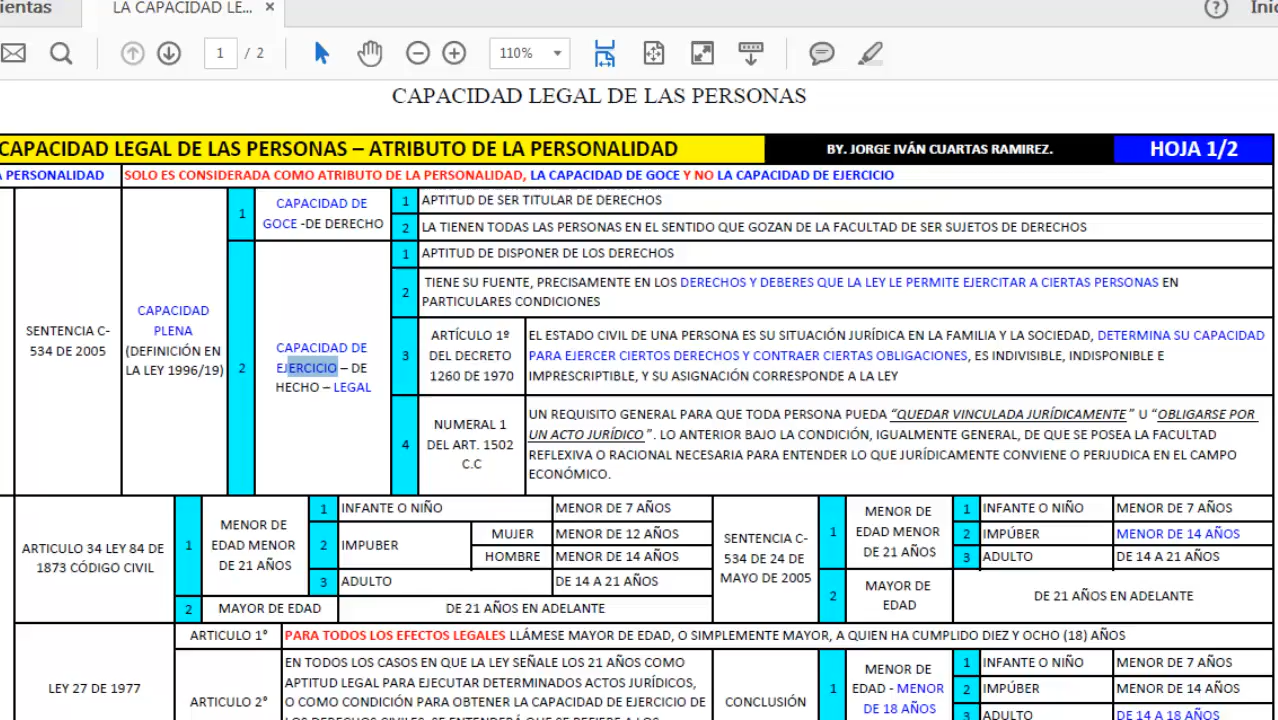 ientas
LA CAPACIDAD LE... ×
Inic
1 / 2
110%
CAPACIDAD LEGAL DE LAS PERSONAS
CAPACIDAD LEGAL DE LAS PERSONAS – ATRIBUTO DE LA PERSONALIDAD
BY. JORGE IVÁN CUARTAS RAMIREZ.
HOJA 1/2
A PERSONALIDAD
SOLO ES CONSIDERADA COMO ATRIBUTO DE LA PERSONALIDAD, LA CAPACIDAD DE GOCE Y NO LA CAPACIDAD DE EJERCICIO
SENTENCIA C-
534 DE 2005
CAPACIDAD
PLENA
(DEFINICIÓN EN
LA LEY 1996/19)
1
CAPACIDAD DE
GOCE -DE DERECHO
1 APTITUD DE SER TITULAR DE DERECHOS
2 LA TIENEN TODAS LAS PERSONAS EN EL SENTIDO QUE GOZAN DE LA FACULTAD DE SER SUJETOS DE DERECHOS
2
CAPACIDAD DE
EJERCICIO – DE
HECHO – LEGAL
1 APTITUD DE DISPONER DE LOS DERECHOS
2
TIENE SU FUENTE, PRECISAMENTE EN LOS DERECHOS Y DEBERES QUE LA LEY LE PERMITE EJERCITAR A CIERTAS PERSONAS EN
PARTICULARES CONDICIONES
3
ARTÍCULO 1º
DEL DECRETO
1260 DE 1970
EL ESTADO CIVIL DE UNA PERSONA ES SU SITUACIÓN JURÍDICA EN LA FAMILIA Y LA SOCIEDAD, DETERMINA SU CAPACIDAD
PARA EJERCER CIERTOS DERECHOS Y CONTRAER CIERTAS OBLIGACIONES, ES INDIVISIBLE, INDISPONIBLE E
IMPRESCRIPTIBLE, Y SU ASIGNACIÓN CORRESPONDE A LA LEY
4
NUMERAL 1
DEL ART. 1502
C.C
UN REQUISITO GENERAL PARA QUE TODA PERSONA PUEDA “QUEDAR VINCULADA JURÍDICAMENTE” U “OBLIGARSE POR
UN ACTO JURÍDICO”. LO ANTERIOR BAJO LA CONDICIÓN, IGUALMENTE GENERAL, DE QUE SE POSEA LA FACULTAD
REFLEXIVA O RACIONAL NECESARIA PARA ENTENDER LO QUE JURÍDICAMENTE CONVIENE O PERJUDICA EN EL CAMPO
ECONÓMICO.
ARTICULO 34 LEY 84 DE
1873 CÓDIGO CIVIL
1
MENOR DE
EDAD MENOR
DE 21 AÑOS
1 INFANTE O NIÑO MENOR DE 7 AÑOS
2 IMPUBER
MUJER MENOR DE 12 AÑOS
HOMBRE MENOR DE 14 AÑOS
3 ADULTO DE 14 A 21 AÑOS
2 MAYOR DE EDAD DE 21 AÑOS EN ADELANTE
SENTENCIA C-
534 DE 24 DE
MAYO DE 2005
1
MENOR DE
EDAD MENOR
DE 21 AÑOS
1 INFANTE O NIÑO MENOR DE 7 AÑOS
2 IMPÚBER MENOR DE 14 AÑOS
3 ADULTO DE 14 A 21 AÑOS
2
MAYOR DE
EDAD
DE 21 AÑOS EN ADELANTE
LEY 27 DE 1977
ARTICULO 1° PARA TODOS LOS EFECTOS LEGALES LLÁMESE MAYOR DE EDAD, O SIMPLEMENTE MAYOR, A QUIEN HA CUMPLIDO DIEZ Y OCHO (18) AÑOS
ARTICULO 2°
EN TODOS LOS CASOS EN QUE LA LEY SEÑALE LOS 21 AÑOS COMO
APTITUD LEGAL PARA EJECUTAR DETERMINADOS ACTOS JURÍDICOS,
O COMO CONDICIÓN PARA OBTENER LA CAPACIDAD DE EJERCICIO DE
LOS DERECHOS CIVILES, SE ENTENDERÁ QUE SE REFIERE A LOS
CONCLUSIÓN
1
MENOR DE
EDAD - MENOR
DE 18 AÑOS
1 INFANTE O NIÑO MENOR DE 7 AÑOS
2 IMPÚBER MENOR DE 14 AÑOS
3 ADULTO DE 14 A 18 AÑOS